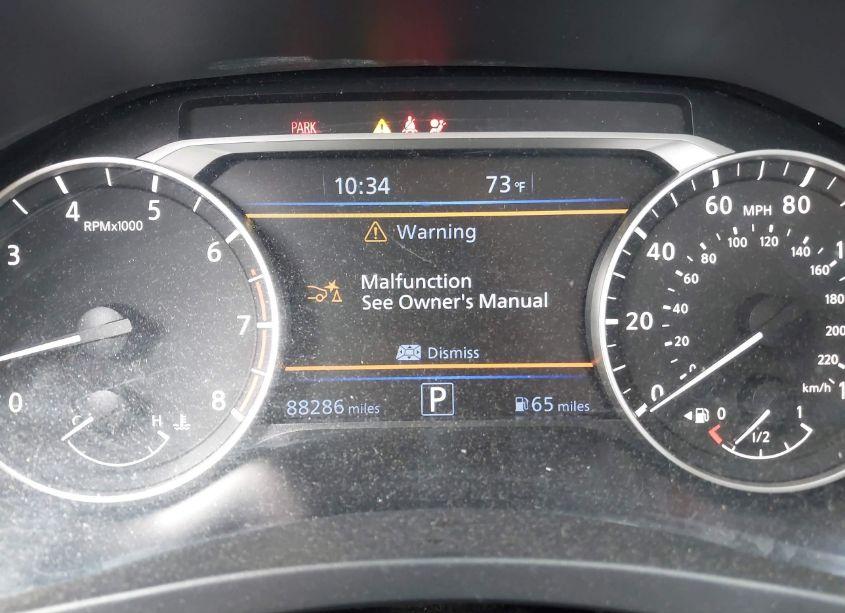 PARK
10:34 73°F
Warning
Malfunction
See Owner's Manual
Dismiss
88286 miles P 65 miles
RPMx1000
0 3 4 5 6 7 8
C H
MPH
0 20 40 60 80
20 40 60 80 100 120 140 160 180 200 220
km/h
0 1/2 1